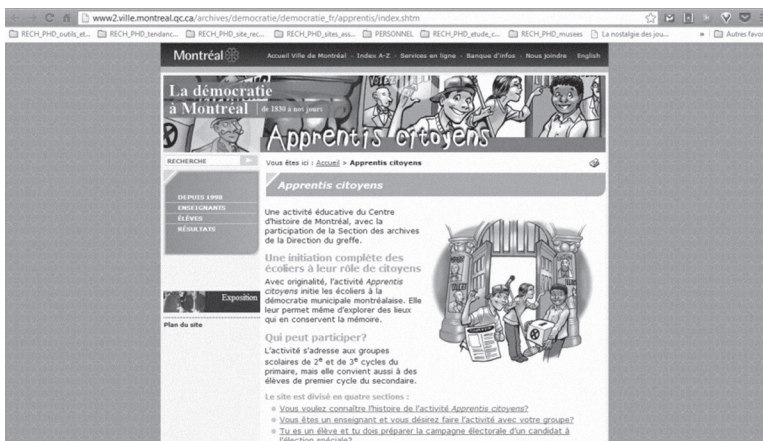 www2.ville.montreal.qc.ca/archives/democratie/democratie_fr/apprentis/index.shtm
RECH_PHD_outils_et... RECH_PHD_tendanc... RECH_PHD_site_rec... RECH_PHD_sites_ass... PERSONNEL RECH_PHD_etude_c... RECH_PHD_musees La nostalgie des jou... » Autres favor
Montréal Accueil Ville de Montréal - Index A-Z - Services en ligne - Banque d'infos - Nous joindre English
La démocratie
à Montréal de 1830 à nos jours
Apprentis citoyens
RECHERCHE
Vous êtes ici : Accueil > Apprentis citoyens
Apprentis citoyens
DEPUIS 1998
ENSEIGNANTS
ÉLÈVES
RÉSULTATS
Exposition
Plan du site
Une activité éducative du Centre
d'histoire de Montréal, avec la
participation de la Section des archives
de la Direction du greffe.
Une initiation complète des
écoliers à leur rôle de citoyens
Avec originalité, l'activité Apprentis
citoyens initie les écoliers à la
démocratie municipale montréalaise. Elle
leur permet même d'explorer des lieux
qui en conservent la mémoire.
Qui peut participer?
L'activité s'adresse aux groupes
scolaires de 2e et de 3e cycles du
primaire, mais elle convient aussi à des
élèves de premier cycle du secondaire.
Le site est divisé en quatre sections :
Vous voulez connaître l'histoire de l'activité Apprentis citoyens?
Vous êtes un enseignant et vous désirez faire l'activité avec votre groupe?
Tu es un élève et tu dois préparer la campagne électorale d'un candidat à
l'élection spéciale?